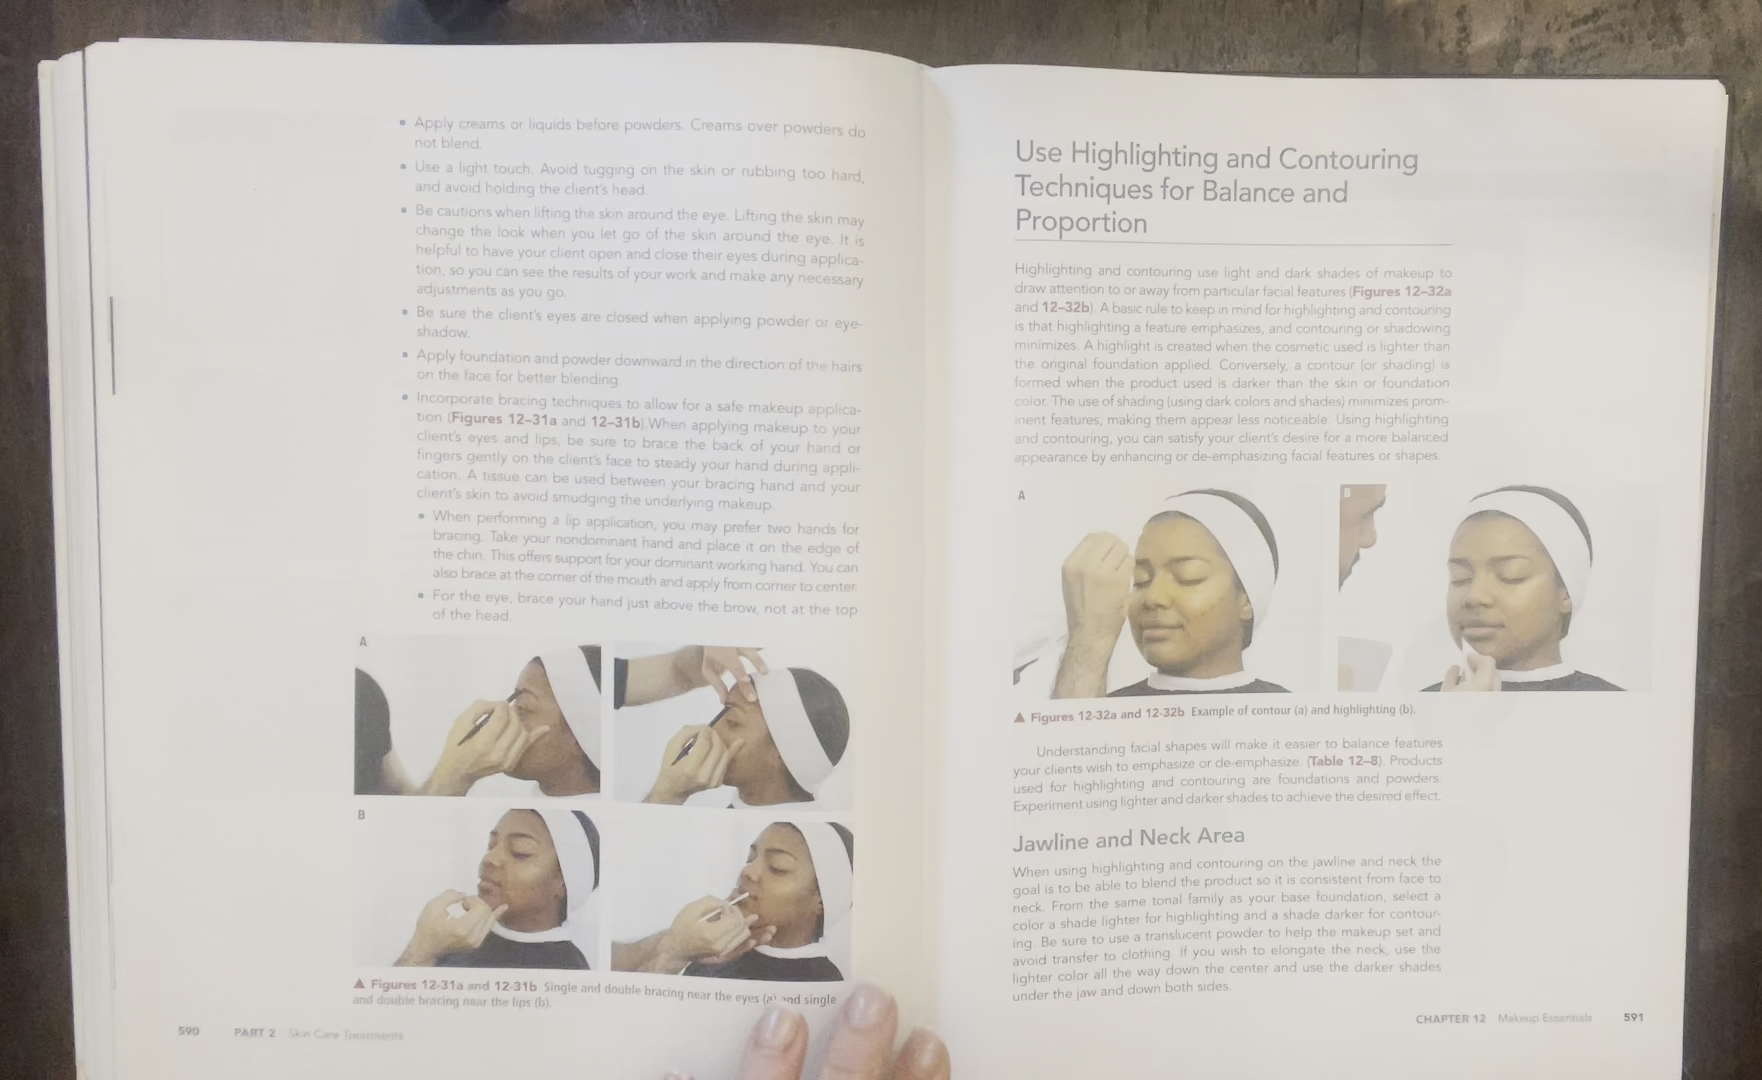 • Apply creams or liquids before powders. Creams over powders do
not blend.
• Use a light touch. Avoid tugging on the skin or rubbing too hard,
and avoid holding the client's head.
• Be cautions when lifting the skin around the eye. Lifting the skin may
change the look when you let go of the skin around the eye. It is
helpful to have your client open and close their eyes during applica-
tion, so you can see the results of your work and make any necessary
adjustments as you go.
• Be sure the client's eyes are closed when applying powder or eye-
shadow.
• Apply foundation and powder downward in the direction of the hairs
on the face for better blending.
• Incorporate bracing techniques to allow for a safe makeup applica-
tion (Figures 12–31a and 12–31b).When applying makeup to your
client's eyes and lips, be sure to brace the back of your hand or
fingers gently on the client's face to steady your hand during appli-
cation. A tissue can be used between your bracing hand and your
client's skin to avoid smudging the underlying makeup.
• When performing a lip application, you may prefer two hands for
bracing. Take your nondominant hand and place it on the edge of
the chin. This offers support for your dominant working hand. You can
also brace at the corner of the mouth and apply from corner to center.
• For the eye, brace your hand just above the brow, not at the top
of the head.
A
B
▲ Figures 12-31a and 12-31b Single and double bracing near the eyes (a) and single
and double bracing near the lips (b).
590 PART 2 Skin Care Treatments
Use Highlighting and Contouring
Techniques for Balance and
Proportion
Highlighting and contouring use light and dark shades of makeup to
draw attention to or away from particular facial features (Figures 12–32a
and 12–32b). A basic rule to keep in mind for highlighting and contouring
is that highlighting a feature emphasizes, and contouring or shadowing
minimizes. A highlight is created when the cosmetic used is lighter than
the original foundation applied. Conversely, a contour (or shading) is
formed when the product used is darker than the skin or foundation
color. The use of shading (using dark colors and shades) minimizes prom-
inent features, making them appear less noticeable. Using highlighting
and contouring, you can satisfy your client's desire for a more balanced
appearance by enhancing or de-emphasizing facial features or shapes.
A
B
▲ Figures 12-32a and 12-32b Example of contour (a) and highlighting (b).
Understanding facial shapes will make it easier to balance features
your clients wish to emphasize or de-emphasize. (Table 12–8). Products
used for highlighting and contouring are foundations and powders.
Experiment using lighter and darker shades to achieve the desired effect.
Jawline and Neck Area
When using highlighting and contouring on the jawline and neck the
goal is to be able to blend the product so it is consistent from face to
neck. From the same tonal family as your base foundation, select a
color a shade lighter for highlighting and a shade darker for contour-
ing. Be sure to use a translucent powder to help the makeup set and
avoid transfer to clothing. If you wish to elongate the neck, use the
lighter color all the way down the center and use the darker shades
under the jaw and down both sides.
CHAPTER 12 Makeup Essentials 591